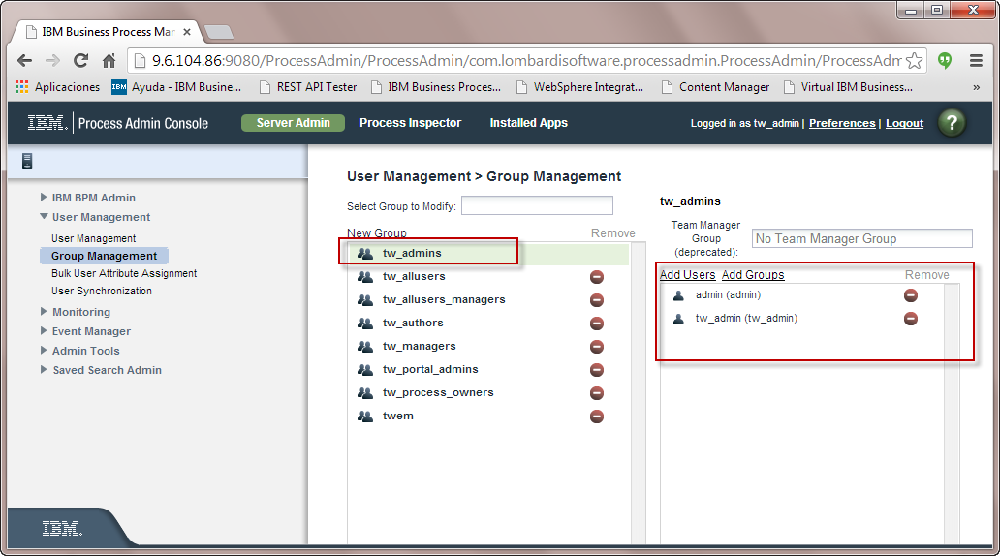 IBM Business Process Mar
9.6.104.86:9080/ProcessAdmin/ProcessAdmin/com.lombardisoftware.processadmin.ProcessAdmin/ProcessAdm
Aplicaciones IBM Ayuda - IBM Busine... REST API Tester IBM Business Proces... WebSphere Integrat... Content Manager Virtual IBM Business... »
IBM. Process Admin Console Server Admin Process Inspector Installed Apps Logged in as tw_admin | Preferences | Logout ?
IBM BPM Admin
User Management
User Management
Group Management
Bulk User Attribute Assignment
User Synchronization
Monitoring
Event Manager
Admin Tools
Saved Search Admin
IBM.
User Management > Group Management
Select Group to Modify:
New Group Remove
tw_admins
tw_allusers
tw_allusers_managers
tw_authors
tw_managers
tw_portal_admins
tw_process_owners
twem
tw_admins
Team Manager
Group
(deprecated):
No Team Manager Group
Add Users Add Groups Remove
admin (admin)
tw_admin (tw_admin)